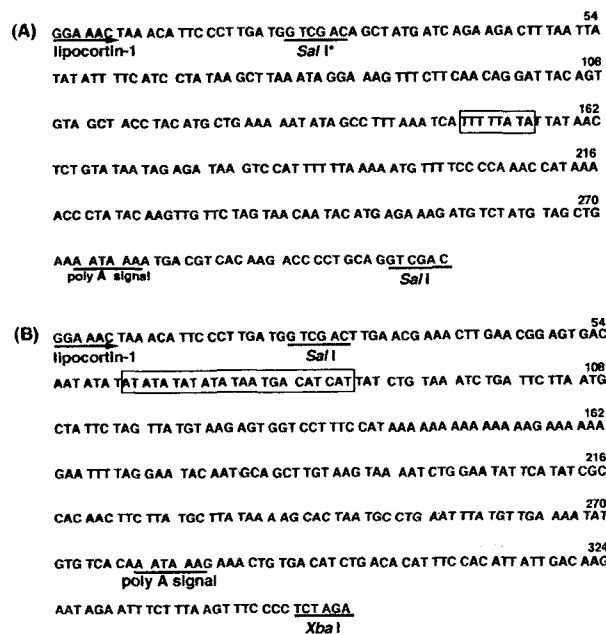 (A)
54
GGA AAC TAA ACA TTC CCT TGA TGG TCG ACA GCT ATG ATC AGA AGA CTT TAA TTA
lipocortin-1 Sal I*
108
TAT ATT TTC ATC CTA TAA GCT TAA ATA GGA AAG TTT CTT CAA CAG GAT TAC AGT
162
GTA GCT ACC TAC ATG CTG AAA AAT ATA GCC TTT AAA TCA TTT TTA TAT TAT AAC
216
TCT GTA TAA TAG AGA TAA GTC CAT TTT TTA AAA ATG TTT TCC CCA AAC CAT AAA
270
ACC CTA TAC AAG TTG TTC TAG TAA CAA TAC ATG AGA AAG ATG TCT ATG TAG CTG
AAA ATA AAA TGA CGT CAC AAG ACC CCT GCA GGT CGA C
poly A signal Sal I
(B)
54
GGA AAC TAA ACA TTC CCT TGA TGG TCG ACT TGA ACG AAA CTT GAA CGG AGT GAC
lipocortin-1 Sal I
108
AAT ATA TAT ATA TAT ATA TAA TGA CAT CAT TAT CTG TAA ATC TGA TTC TTA ATG
162
CTA TTC TAG TTA TGT AAG AGT GGT CCT TTC CAT AAA AAA AAA AAA AAG AAA AAA
216
GAA TTT TAG GAA TAC AAT GCA GCT TGT AAG TAA AAT CTG GAA TAT TCA TAT CGC
270
CAC AAC TTC TTA TGC TTA TAA AAG CAC TAA TGC CTG AAT TTA TGT TGA AAA TAT
GTG TCA CAA ATA AAG AAA CTG TGA CAT CTG ACA CAT TTC CAC ATT ATT GAC AAG
324
poly A signal
AAT AGA ATT TCT TTA AGT TTC CCC TCT AGA
Xba I